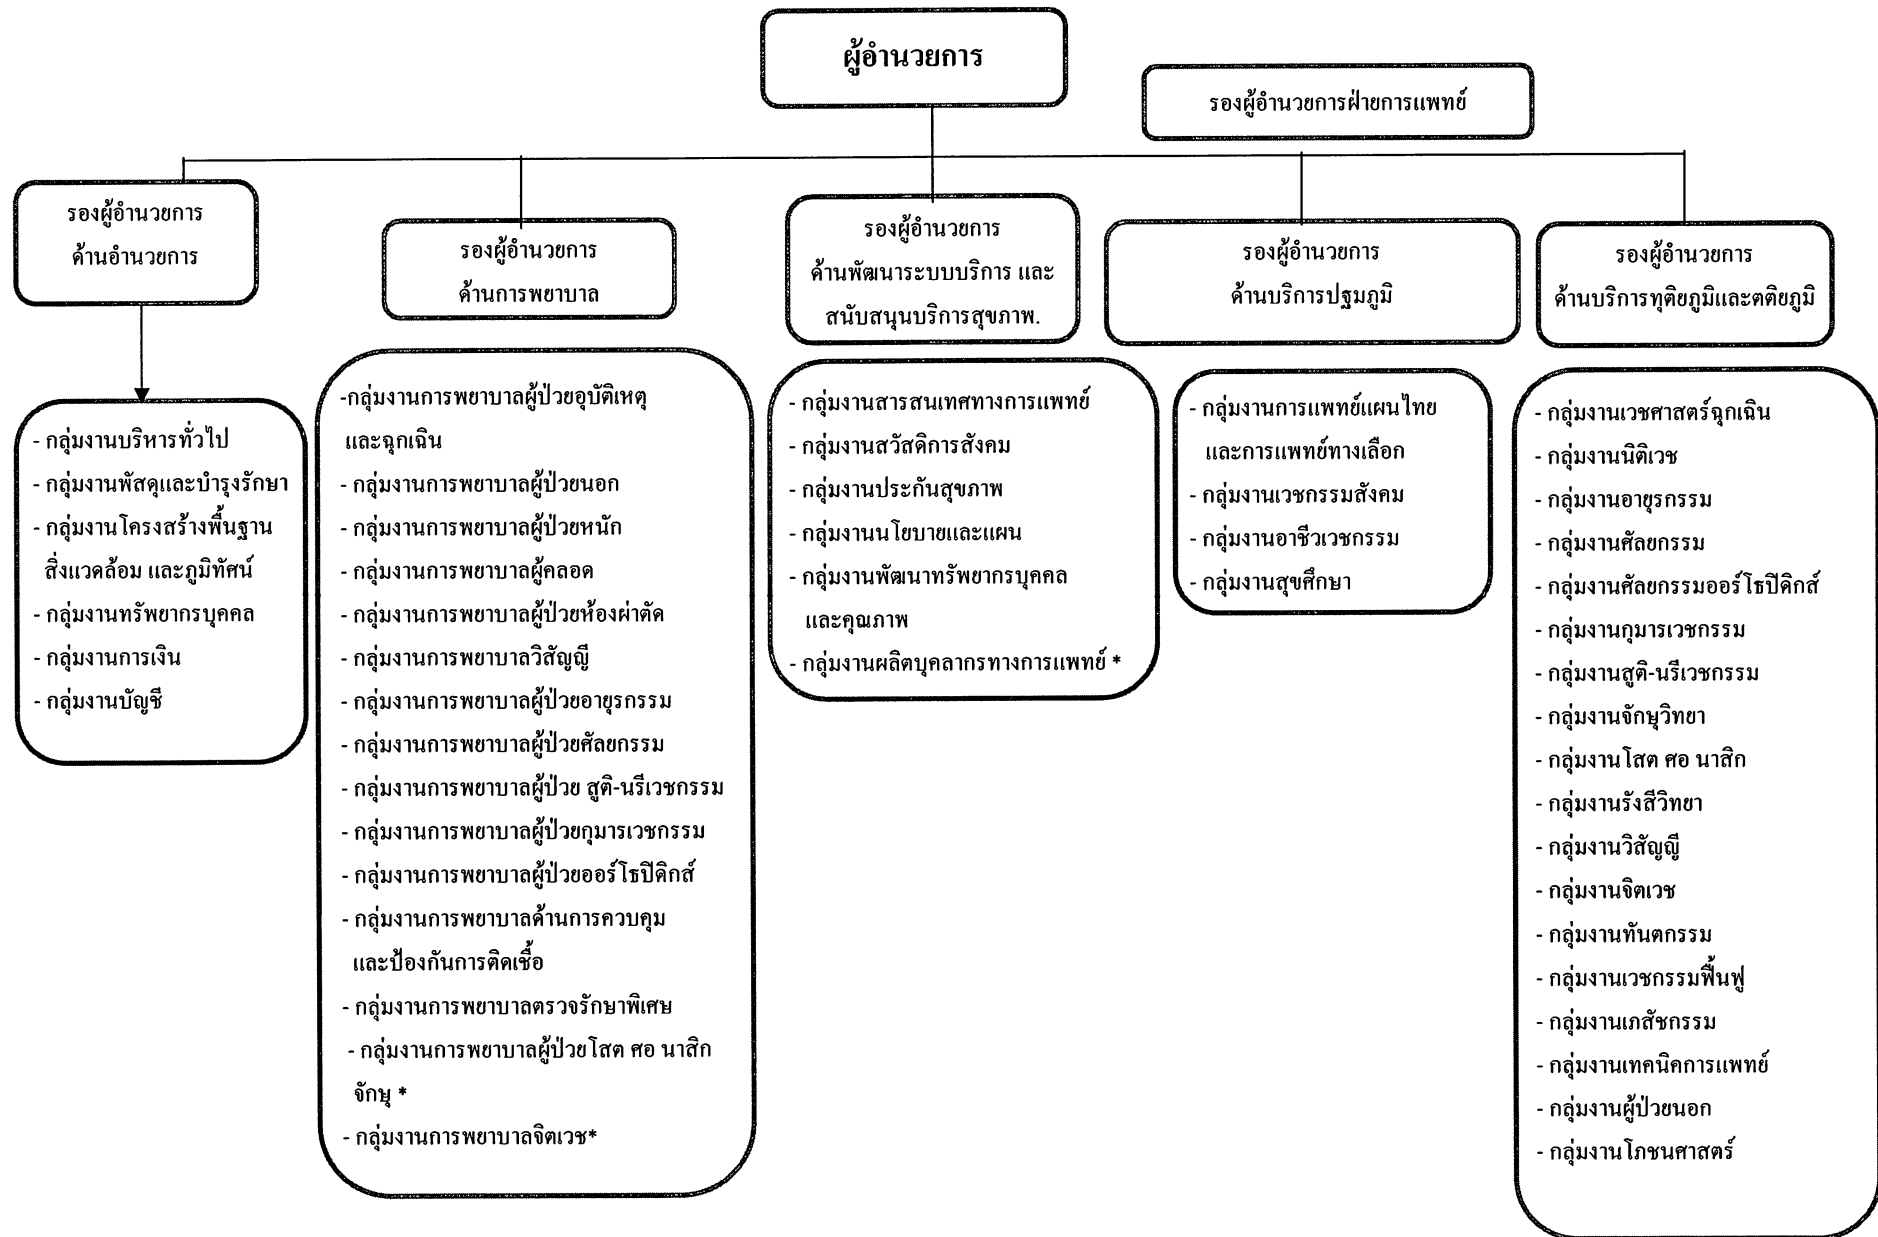 ผู้อำนวยการ
รองผู้อำนวยการฝ่ายการแพทย์
รองผู้อำนวยการ
ด้านอำนวยการ
- กลุ่มงานบริหารทั่วไป
- กลุ่มงานพัสดุและบำรุงรักษา
- กลุ่มงานโครงสร้างพื้นฐาน
สิ่งแวดล้อม และภูมิทัศน์
- กลุ่มงานทรัพยากรบุคคล
- กลุ่มงานการเงิน
- กลุ่มงานบัญชี
รองผู้อำนวยการ
ด้านการพยาบาล
-กลุ่มงานการพยาบาลผู้ป่วยอุบัติเหตุ
และฉุกเฉิน
- กลุ่มงานการพยาบาลผู้ป่วยนอก
- กลุ่มงานการพยาบาลผู้ป่วยหนัก
- กลุ่มงานการพยาบาลผู้คลอด
- กลุ่มงานการพยาบาลผู้ป่วยห้องผ่าตัด
- กลุ่มงานการพยาบาลวิสัญญี
- กลุ่มงานการพยาบาลผู้ป่วยอายุรกรรม
- กลุ่มงานการพยาบาลผู้ป่วยศัลยกรรม
- กลุ่มงานการพยาบาลผู้ป่วย สูติ-นรีเวชกรรม
- กลุ่มงานการพยาบาลผู้ป่วยกุมารเวชกรรม
- กลุ่มงานการพยาบาลผู้ป่วยออร์โธปิดิกส์
- กลุ่มงานการพยาบาลด้านการควบคุม
และป้องกันการติดเชื้อ
- กลุ่มงานการพยาบาลตรวจรักษาพิเศษ
- กลุ่มงานการพยาบาลผู้ป่วยโสต ศอ นาสิก
จักษุ *
- กลุ่มงานการพยาบาลจิตเวช*
รองผู้อำนวยการ
ด้านพัฒนาระบบบริการ และ
สนับสนุนบริการสุขภาพ.
- กลุ่มงานสารสนเทศทางการแพทย์
- กลุ่มงานสวัสดิการสังคม
- กลุ่มงานประกันสุขภาพ
- กลุ่มงานนโยบายและแผน
- กลุ่มงานพัฒนาทรัพยากรบุคคล
และคุณภาพ
- กลุ่มงานผลิตบุคลากรทางการแพทย์ *
รองผู้อำนวยการ
ด้านบริการปฐมภูมิ
- กลุ่มงานการแพทย์แผนไทย
และการแพทย์ทางเลือก
- กลุ่มงานเวชกรรมสังคม
- กลุ่มงานอาชีวเวชกรรม
- กลุ่มงานสุขศึกษา
รองผู้อำนวยการ
ด้านบริการทุติยภูมิและตติยภูมิ
- กลุ่มงานเวชศาสตร์ฉุกเฉิน
- กลุ่มงานนิติเวช
- กลุ่มงานอายุรกรรม
- กลุ่มงานศัลยกรรม
- กลุ่มงานศัลยกรรมออร์โธปิดิกส์
- กลุ่มงานกุมารเวชกรรม
- กลุ่มงานสูติ-นรีเวชกรรม
- กลุ่มงานจักษุวิทยา
- กลุ่มงานโสต ศอ นาสิก
- กลุ่มงานรังสีวิทยา
- กลุ่มงานวิสัญญี
- กลุ่มงานจิตเวช
- กลุ่มงานทันตกรรม
- กลุ่มงานเวชกรรมฟื้นฟู
- กลุ่มงานเภสัชกรรม
- กลุ่มงานเทคนิคการแพทย์
- กลุ่มงานผู้ป่วยนอก
- กลุ่มงานโภชนศาสตร์